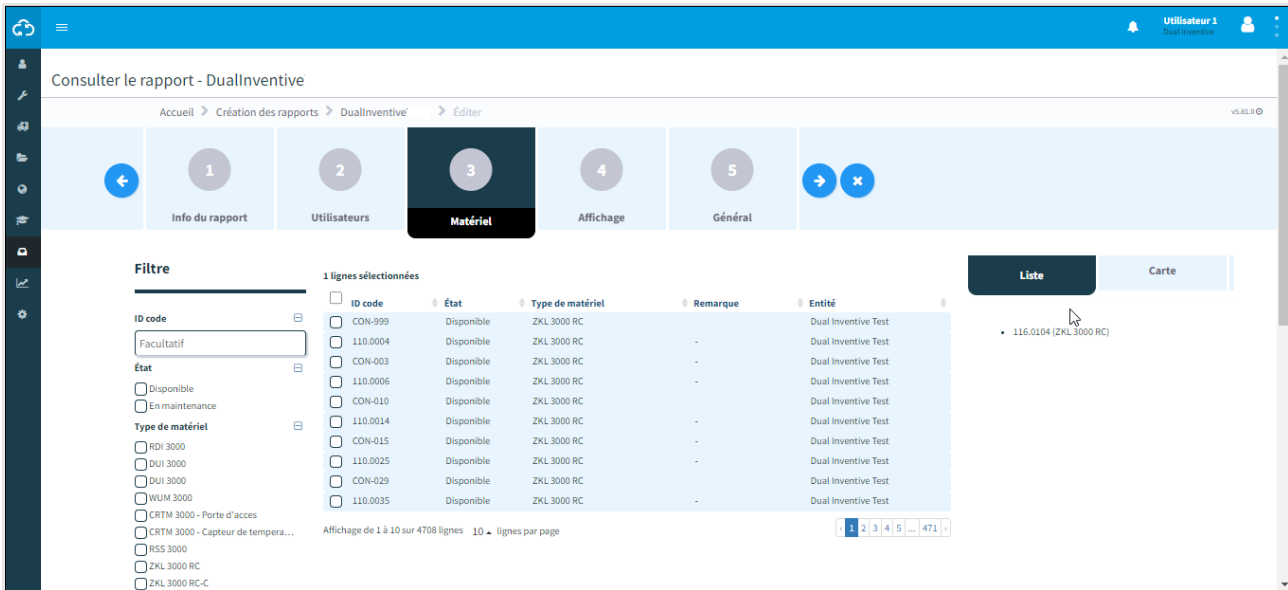 Utilisateur 1
Dual Inventive
Consulter le rapport - DualInventive
Accueil > Création des rapports > DualInventive > Éditer
v5.81.0
1 2 3 4 5
Info du rapport Utilisateurs Matériel Affichage Général
Filtre
1 lignes sélectionnées
Liste Carte
ID code État Type de matériel Remarque Entité
ID code
Facultatif
État
Disponible
En maintenance
Type de matériel
RDI 3000
DUI 3000
DUI 3000
WUM 3000
CRTM 3000 - Porte d'acces
CRTM 3000 - Capteur de tempera...
RSS 3000
ZKL 3000 RC
ZKL 3000 RC-C
CON-999 Disponible ZKL 3000 RC Dual Inventive Test
110.0004 Disponible ZKL 3000 RC - Dual Inventive Test
CON-003 Disponible ZKL 3000 RC - Dual Inventive Test
110.0006 Disponible ZKL 3000 RC - Dual Inventive Test
CON-010 Disponible ZKL 3000 RC Dual Inventive Test
110.0014 Disponible ZKL 3000 RC - Dual Inventive Test
CON-015 Disponible ZKL 3000 RC - Dual Inventive Test
110.0025 Disponible ZKL 3000 RC - Dual Inventive Test
CON-029 Disponible ZKL 3000 RC Dual Inventive Test
110.0035 Disponible ZKL 3000 RC - Dual Inventive Test
Affichage de 1 à 10 sur 4708 lignes 10 lignes par page
‹ 1 2 3 4 5 ... 471 ›
• 116.0104 (ZKL 3000 RC)